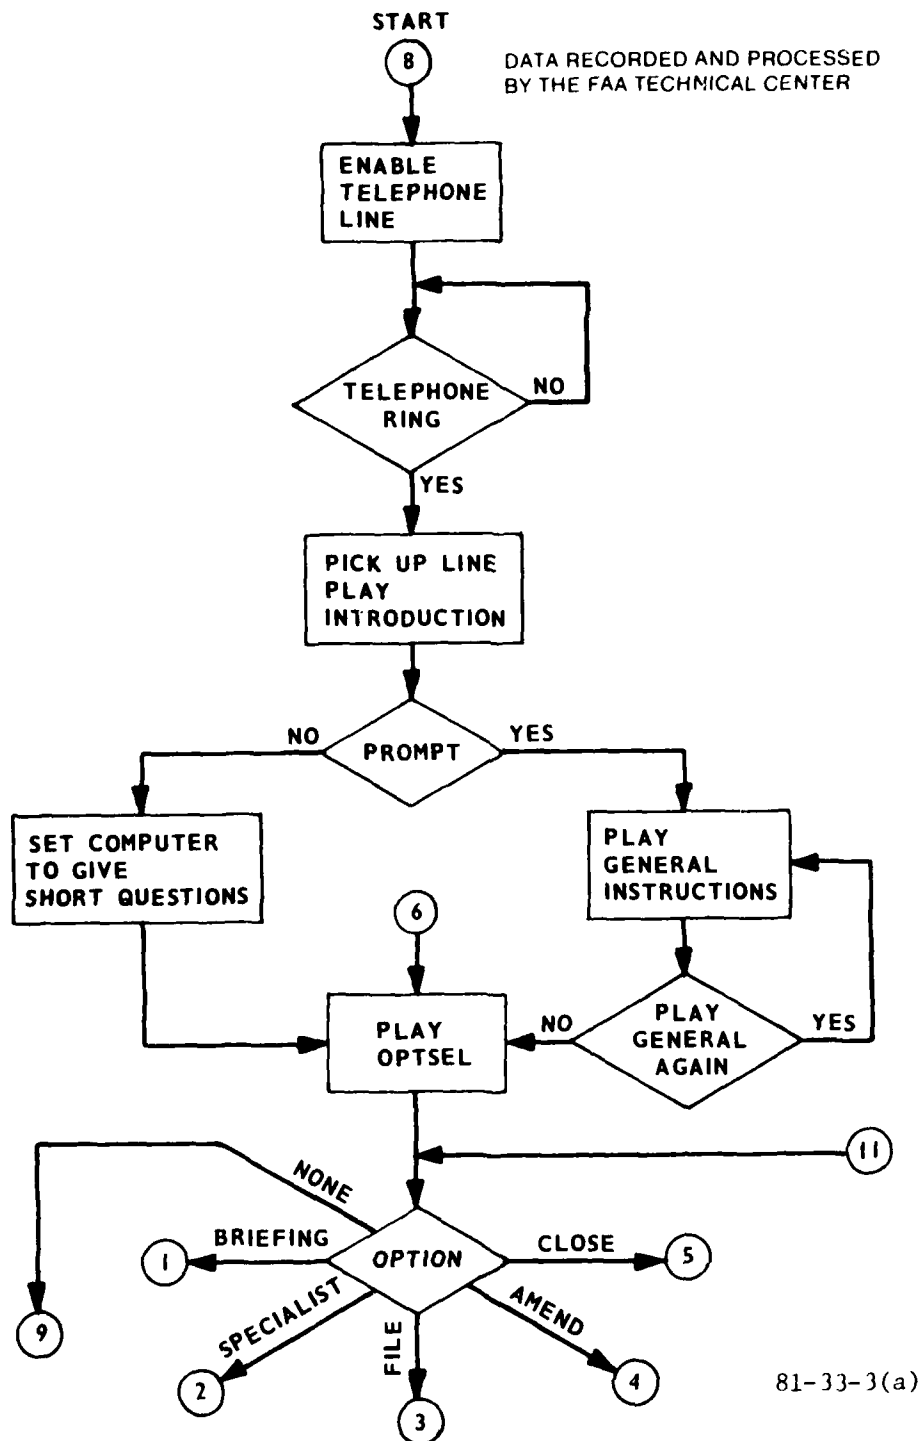 START
8
DATA RECORDED AND PROCESSED
BY THE FAA TECHNICAL CENTER
ENABLE
TELEPHONE
LINE
TELEPHONE
RING
NO
YES
PICK UP LINE
PLAY
INTRODUCTION
NO
PROMPT
YES
SET COMPUTER
TO GIVE
SHORT QUESTIONS
PLAY
GENERAL
INSTRUCTIONS
6
PLAY
OPTSEL
NO
PLAY
GENERAL
AGAIN
YES
11
NONE
BRIEFING
1
OPTION
CLOSE
5
9
SPECIALIST
2
FILE
3
AMEND
4
81-33-3(a)